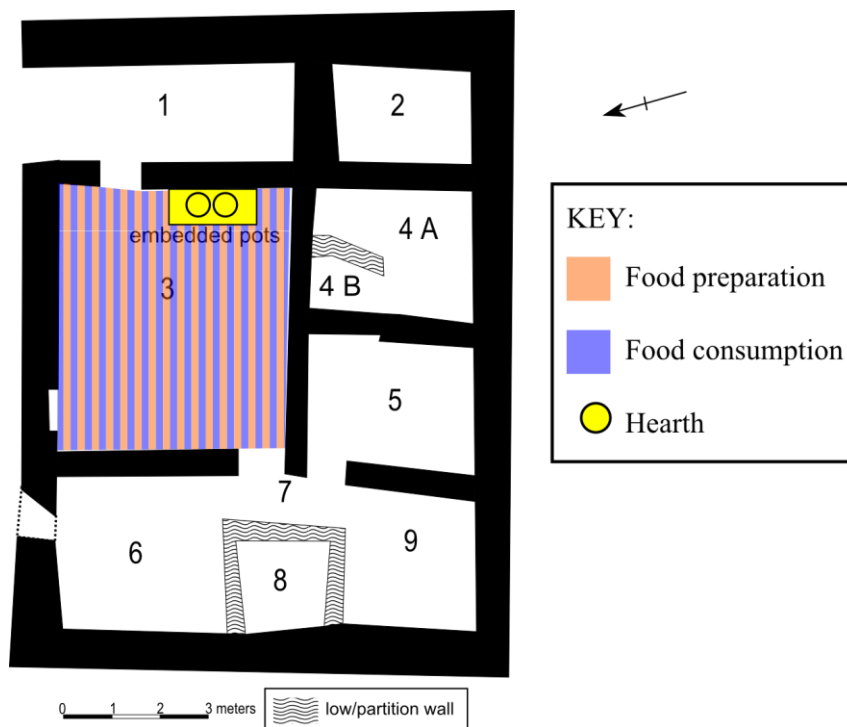 1
2
embedded pots
3
4 A
4 B
5
7
6
8
9
KEY:
Food preparation
Food consumption
Hearth
0 1 2 3 meters
low/partition wall